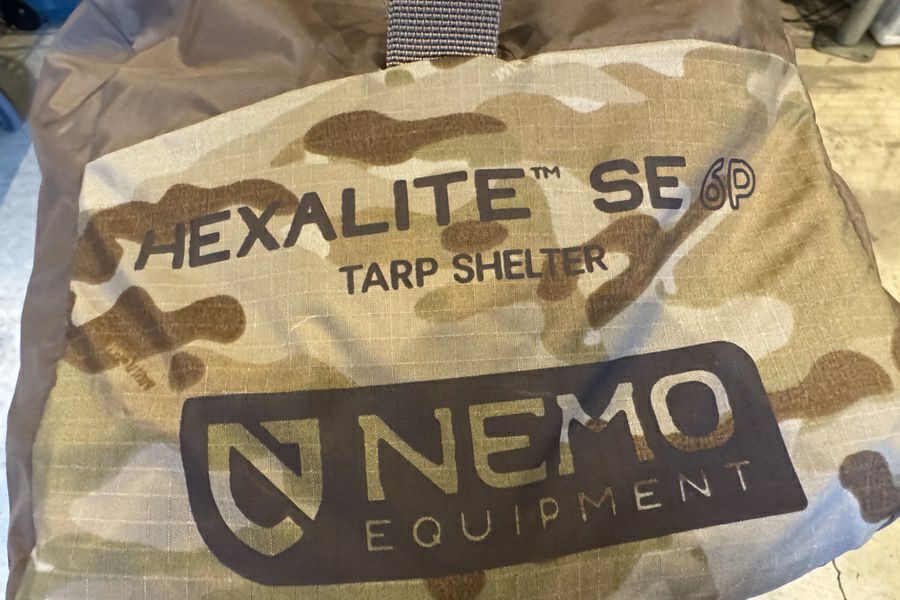 HEXALITE™ SE 6P
TARP SHELTER
NEMO
EQUIPMENT